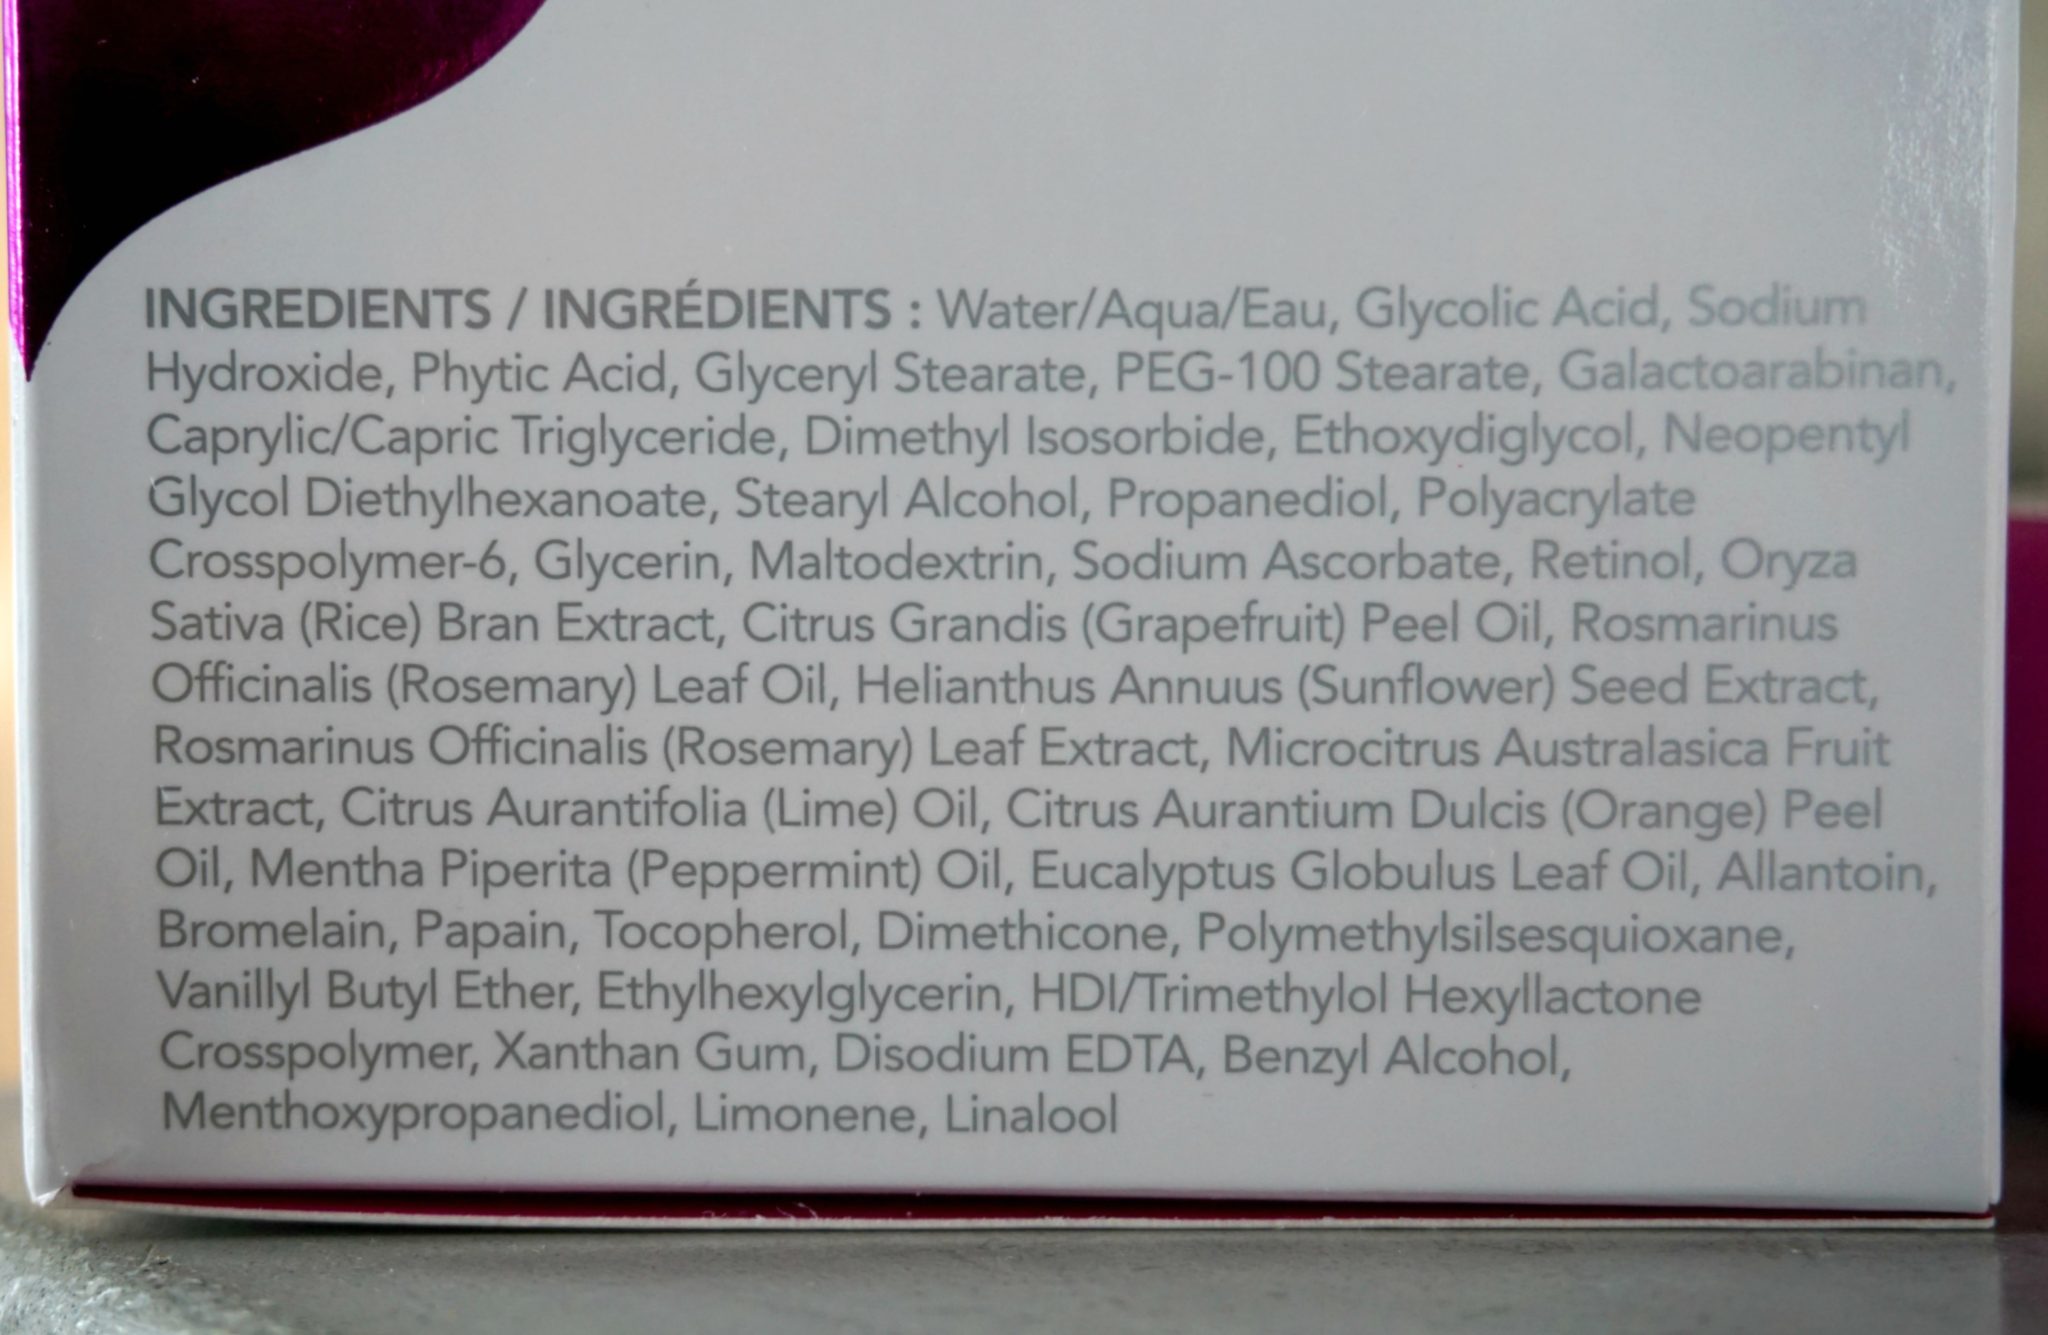 INGREDIENTS / INGRÉDIENTS : Water/Aqua/Eau, Glycolic Acid, Sodium
Hydroxide, Phytic Acid, Glyceryl Stearate, PEG-100 Stearate, Galactoarabinan,
Caprylic/Capric Triglyceride, Dimethyl Isosorbide, Ethoxydiglycol, Neopentyl
Glycol Diethylhexanoate, Stearyl Alcohol, Propanediol, Polyacrylate
Crosspolymer-6, Glycerin, Maltodextrin, Sodium Ascorbate, Retinol, Oryza
Sativa (Rice) Bran Extract, Citrus Grandis (Grapefruit) Peel Oil, Rosmarinus
Officinalis (Rosemary) Leaf Oil, Helianthus Annuus (Sunflower) Seed Extract,
Rosmarinus Officinalis (Rosemary) Leaf Extract, Microcitrus Australasica Fruit
Extract, Citrus Aurantifolia (Lime) Oil, Citrus Aurantium Dulcis (Orange) Peel
Oil, Mentha Piperita (Peppermint) Oil, Eucalyptus Globulus Leaf Oil, Allantoin,
Bromelain, Papain, Tocopherol, Dimethicone, Polymethylsilsesquioxane,
Vanillyl Butyl Ether, Ethylhexylglycerin, HDI/Trimethylol Hexyllactone
Crosspolymer, Xanthan Gum, Disodium EDTA, Benzyl Alcohol,
Menthoxypropanediol, Limonene, Linalool